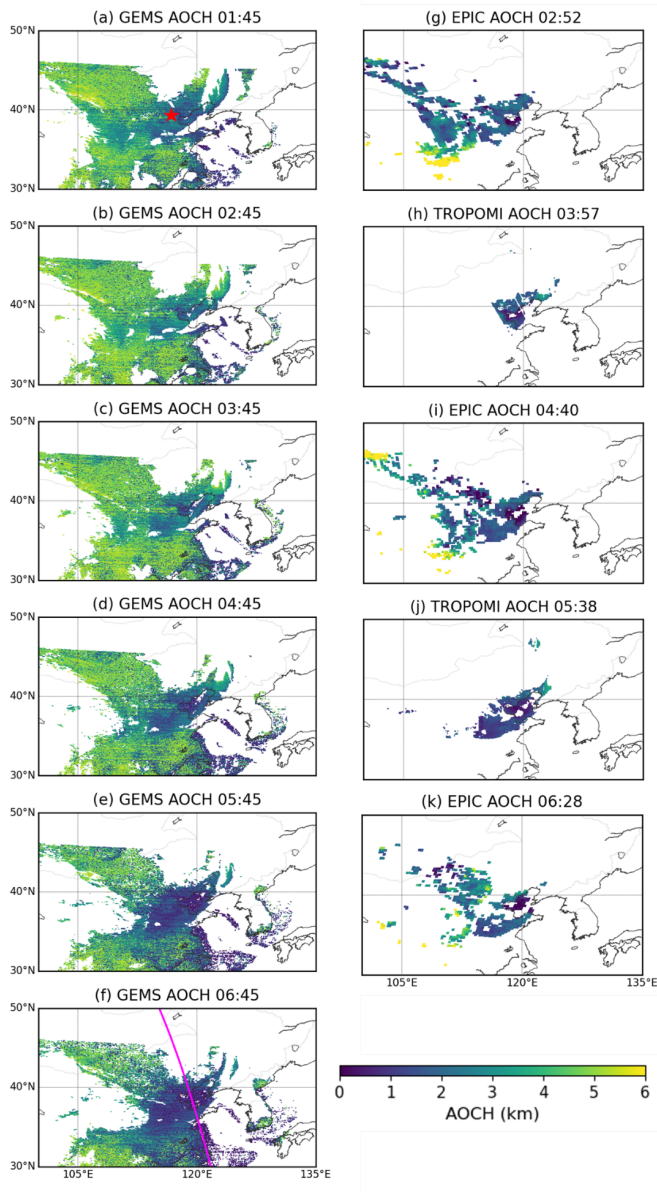 (a) GEMS AOCH 01:45
50°N
40°N
30°N
(b) GEMS AOCH 02:45
50°N
40°N
30°N
(c) GEMS AOCH 03:45
50°N
40°N
30°N
(d) GEMS AOCH 04:45
50°N
40°N
30°N
(e) GEMS AOCH 05:45
50°N
40°N
30°N
(f) GEMS AOCH 06:45
50°N
40°N
30°N
105°E 120°E 135°E
(g) EPIC AOCH 02:52
(h) TROPOMI AOCH 03:57
(i) EPIC AOCH 04:40
(j) TROPOMI AOCH 05:38
(k) EPIC AOCH 06:28
105°E 120°E 135°E
0 1 2 3 4 5 6
AOCH (km)